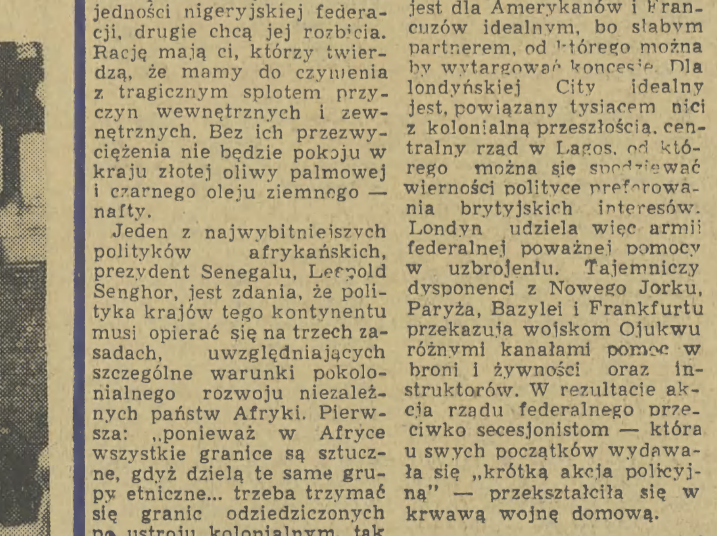 jedności nigeryjskiej federa-
cji, drugie chcą jej rozbicia.
Rację mają ci, którzy twier-
dzą, że mamy do czynienia
z tragicznym splotem przy-
czyn wewnętrznych i zew-
nętrznych. Bez ich przezwy-
ciężenia nie będzie pokoju w
kraju złotej oliwy palmowej
i czarnego oleju ziemnego —
nafty.
Jeden z najwybitniejszych
polityków afrykańskich,
prezydent Senegalu, Leopold
Senghor, jest zdania, że poli-
tyka krajów tego kontynentu
musi opierać się na trzech za-
sadach, uwzględniających
szczególne warunki pokolo-
nialnego rozwoju niezależ-
nych państw Afryki. Pierw-
sza: „ponieważ w Afryce
wszystkie granice są sztucz-
ne, gdyż dzielą te same gru-
py etniczne... trzeba trzymać
się granic odziedziczonych
po ustroju kolonialnym, tak
jest dla Amerykanów i Fran-
cuzów idealnym, bo słabym
partnerem, od którego można
by wytargować koncesje. Dla
londyńskiej City idealny
jest, powiązany tysiącem nici
z kolonialną przeszłością, cen-
tralny rząd w Lagos, od któ-
rego można się spodziewać
wierności polityce preferowa-
nia brytyjskich interesów.
Londyn udziela więc armii
federalnej poważnej pomocy
w uzbrojeniu. Tajemniczy
dysponenci z Nowego Jorku,
Paryża, Bazylei i Frankfurtu
przekazują wojskom Ojukwu
różnymi kanałami pomoc w
broni i żywności oraz in-
struktorów. W rezultacie ak-
cja rządu federalnego prze-
ciwko secesjonistom — która
u swych początków wydawa-
ła się „krótką akcją policyj-
ną” — przekształciła się w
krwawą wojnę domową.